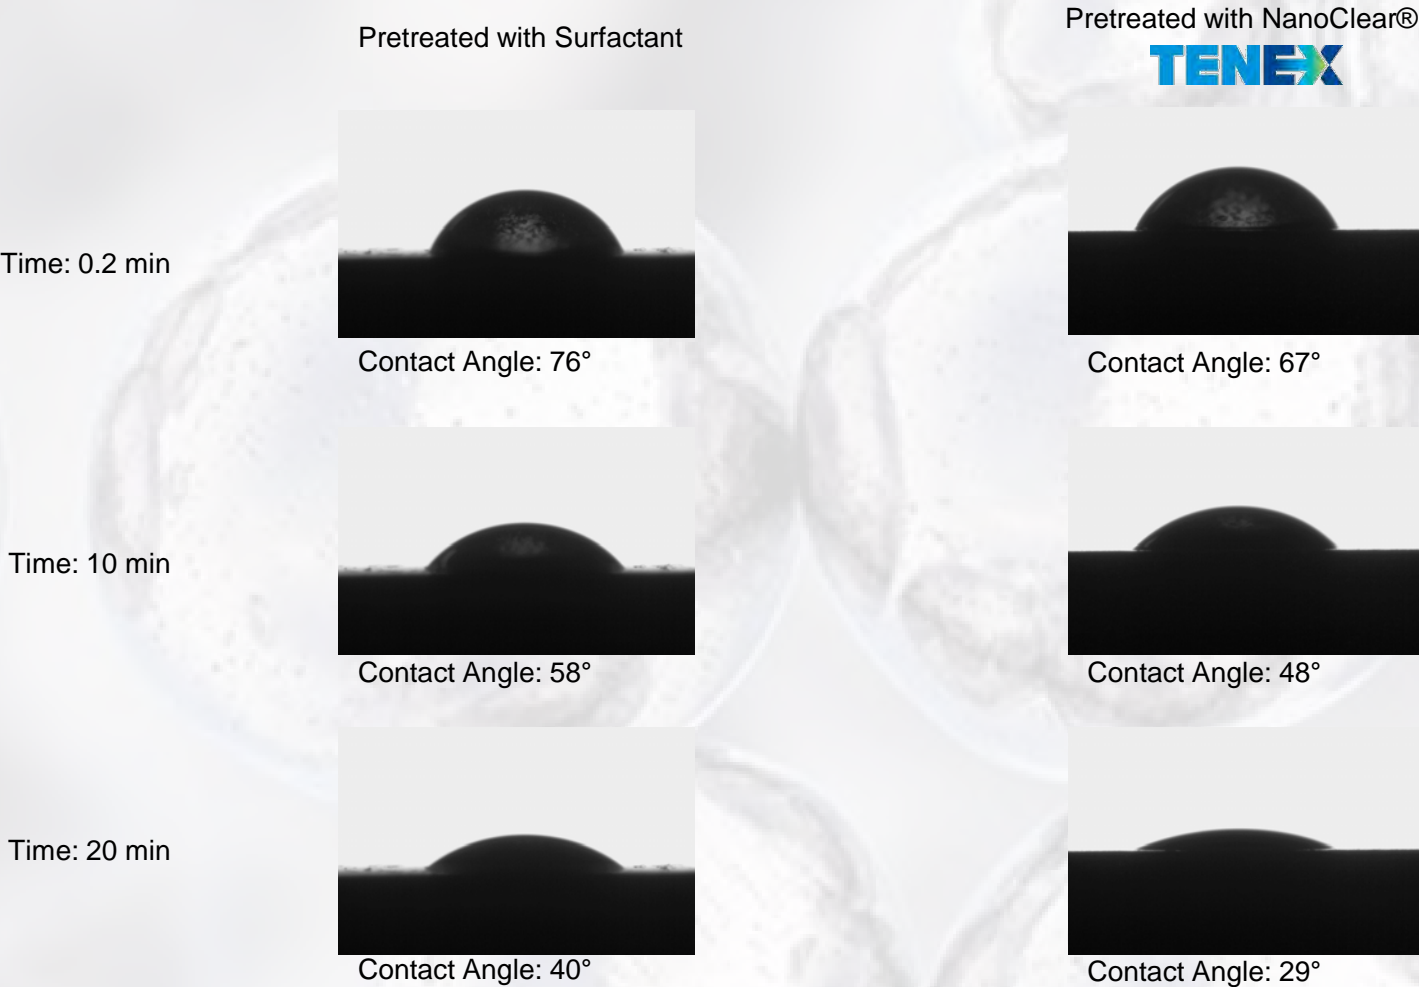 Pretreated with Surfactant
Pretreated with NanoClear®
TENEX
Time: 0.2 min
Contact Angle: 76°
Contact Angle: 67°
Time: 10 min
Contact Angle: 58°
Contact Angle: 48°
Time: 20 min
Contact Angle: 40°
Contact Angle: 29°